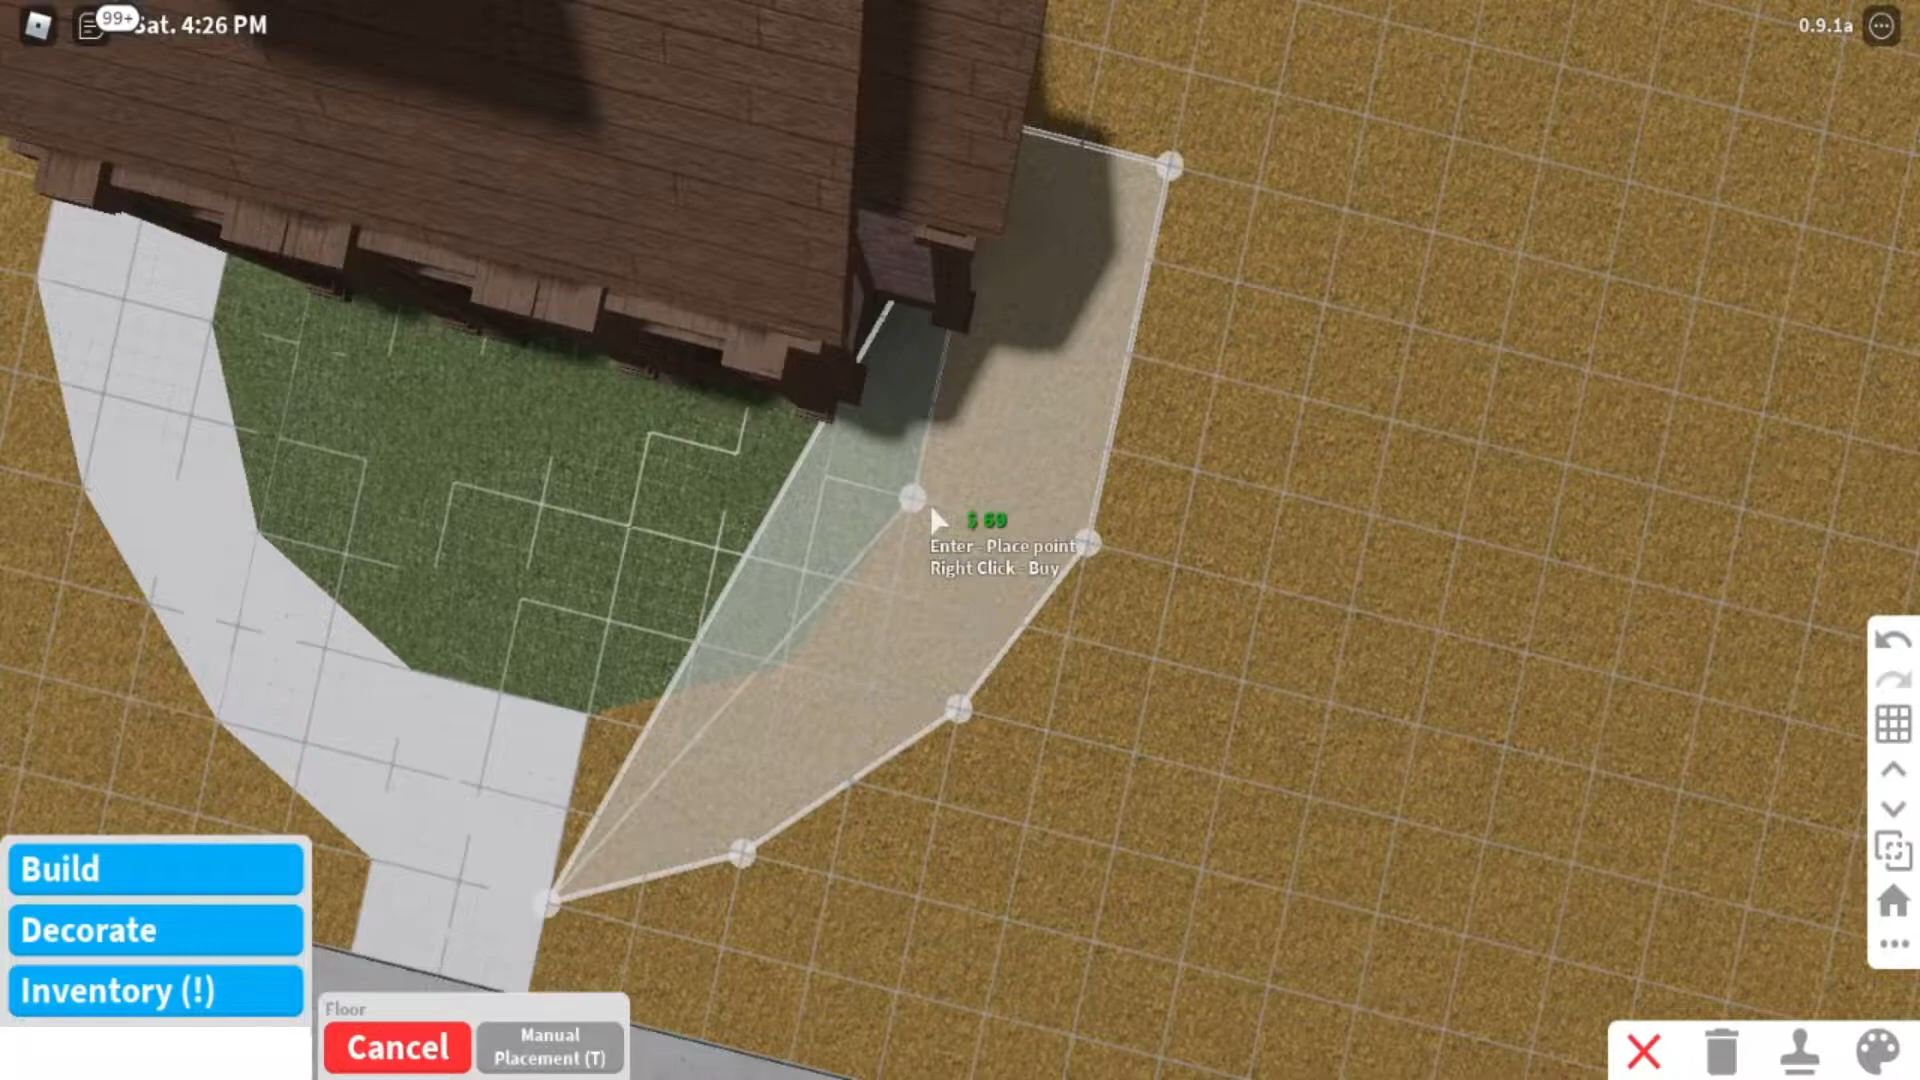 99+
Sat. 4:26 PM
0.9.1a
$ 69
Enter - Place point
Right Click - Buy
Build
Decorate
Inventory (!)
Floor
Cancel
Manual
Placement (T)